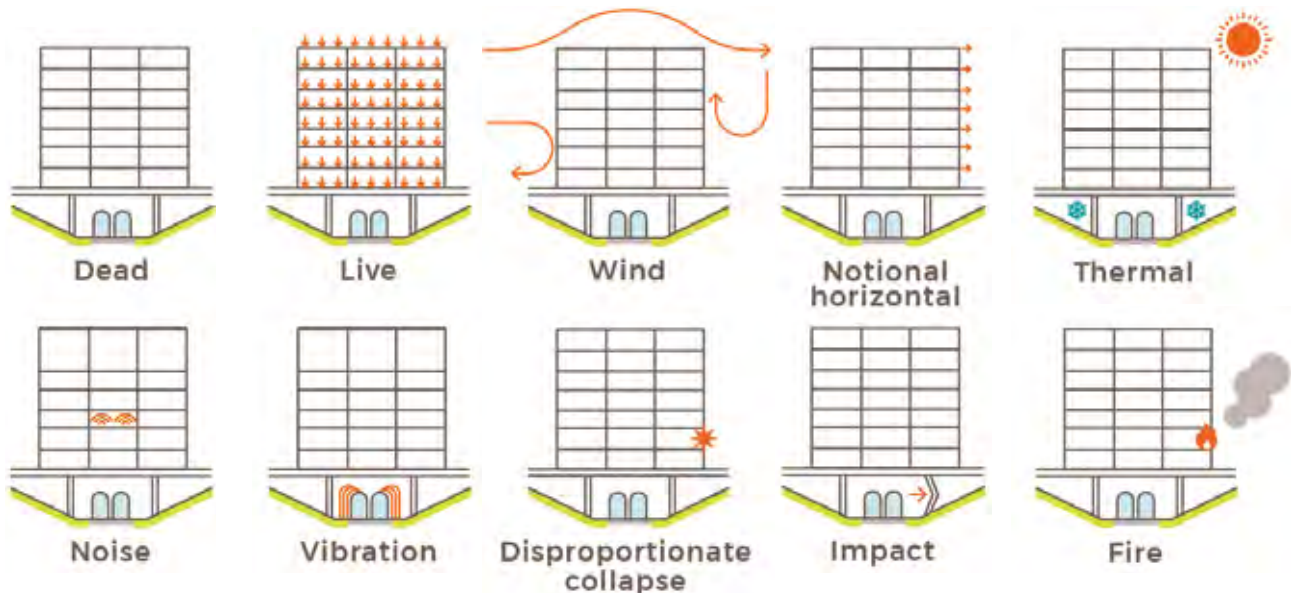 Dead
Live
Wind
Notional
horizontal
Thermal
Noise
Vibration
Disproportionate
collapse
Impact
Fire